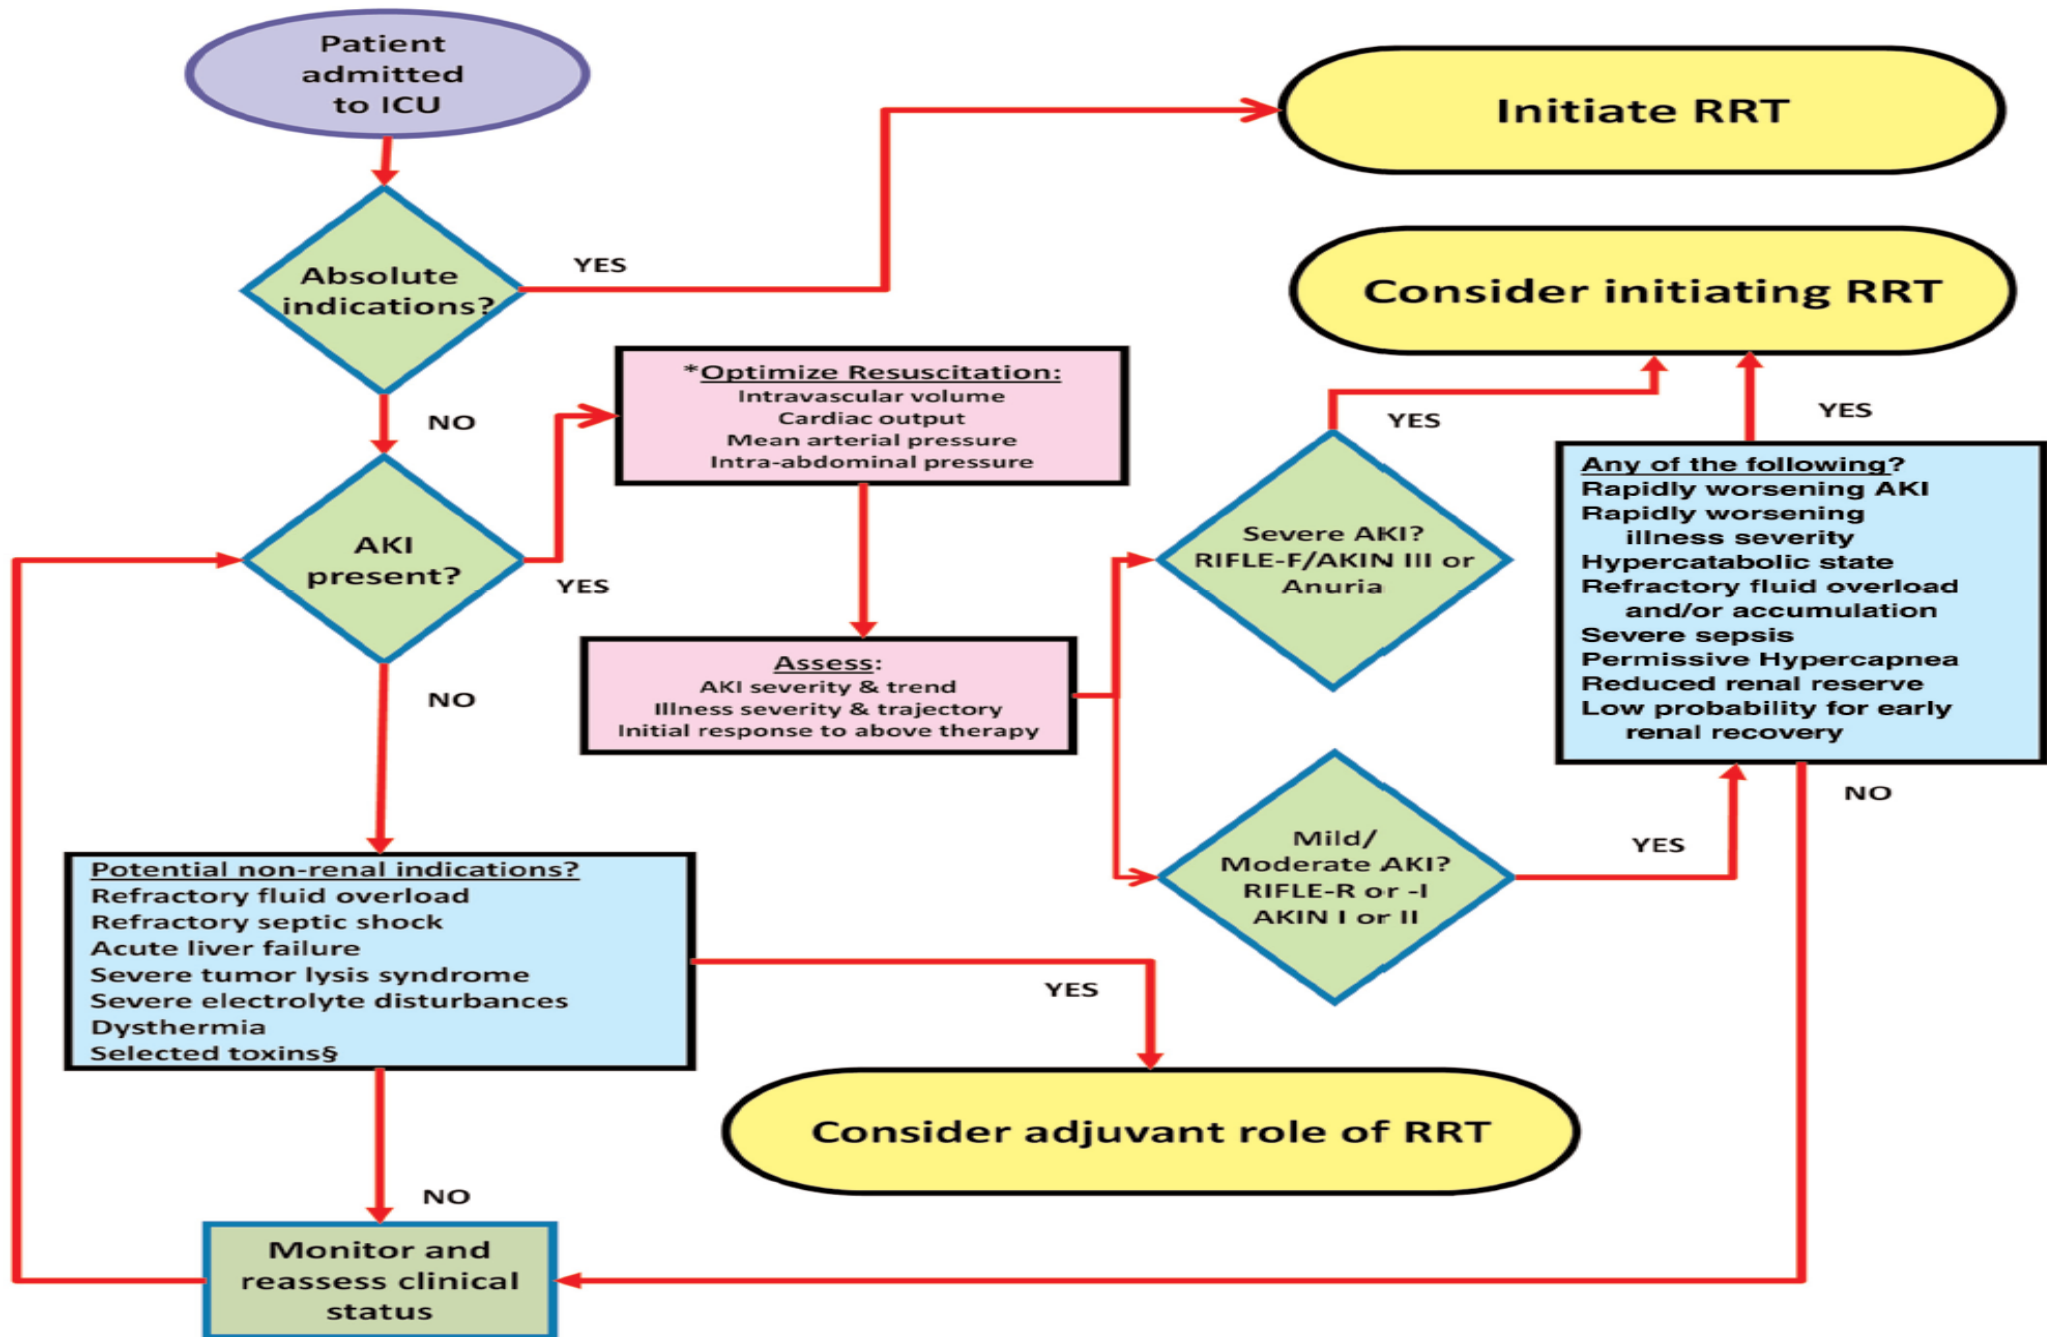 Patient
admitted
to ICU
Initiate RRT
Absolute
indications?
YES
NO
Consider initiating RRT
*Optimize Resuscitation:
Intravascular volume
Cardiac output
Mean arterial pressure
Intra-abdominal pressure
AKI
present?
YES
NO
Assess:
AKI severity & trend
Illness severity & trajectory
Initial response to above therapy
Severe AKI?
RIFLE-F/AKIN III or
Anuria
YES
Mild/
Moderate AKI?
RIFLE-R or -I
AKIN I or II
YES
Any of the following?
Rapidly worsening AKI
Rapidly worsening
illness severity
Hypercatabolic state
Refractory fluid overload
and/or accumulation
Severe sepsis
Permissive Hypercapnea
Reduced renal reserve
Low probability for early
renal recovery
YES
NO
Potential non-renal indications?
Refractory fluid overload
Refractory septic shock
Acute liver failure
Severe tumor lysis syndrome
Severe electrolyte disturbances
Dysthermia
Selected toxins§
YES
NO
Consider adjuvant role of RRT
Monitor and
reassess clinical
status